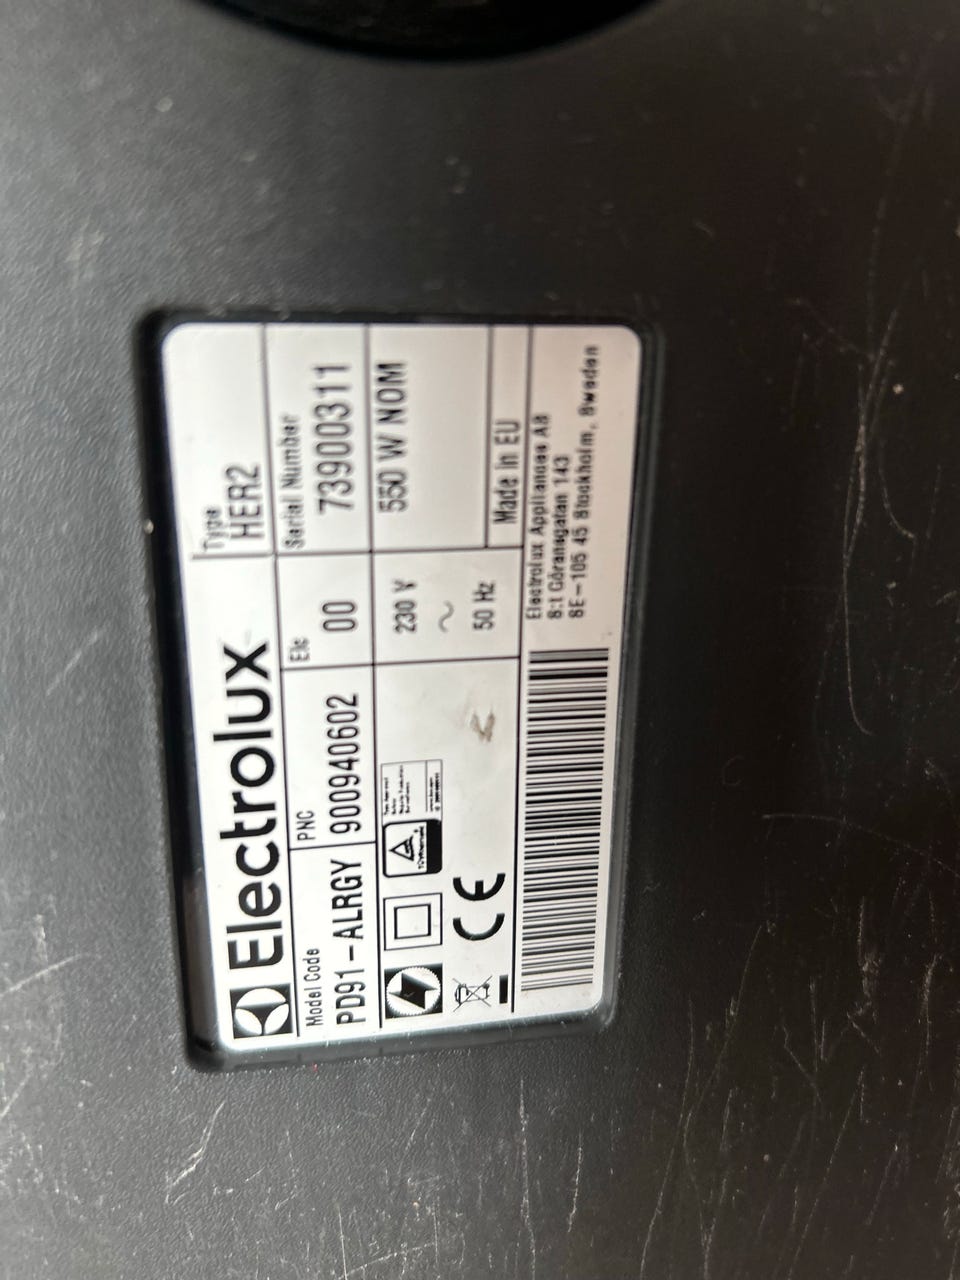 Electrolux
Type
HER2
Model Code
PD91-ALRGY
PNC
900940602
Elc
00
Serial Number
73900311
230 V
~
50 Hz
550 W NOM
CE
Made in EU
Electrolux Appliances AB
S:t Göransgatan 143
SE-105 45 Stockholm, Sweden